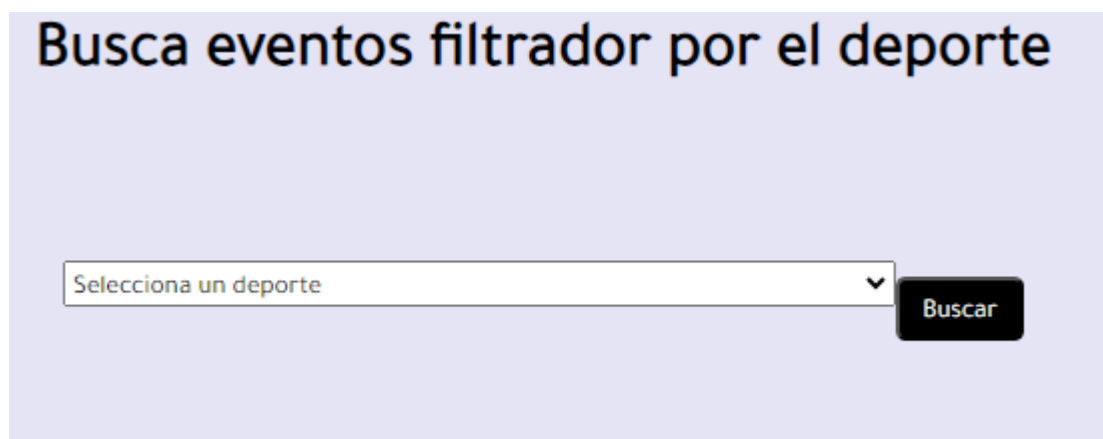 Busca eventos filtrador por el deporte
Selecciona un deporte
Buscar